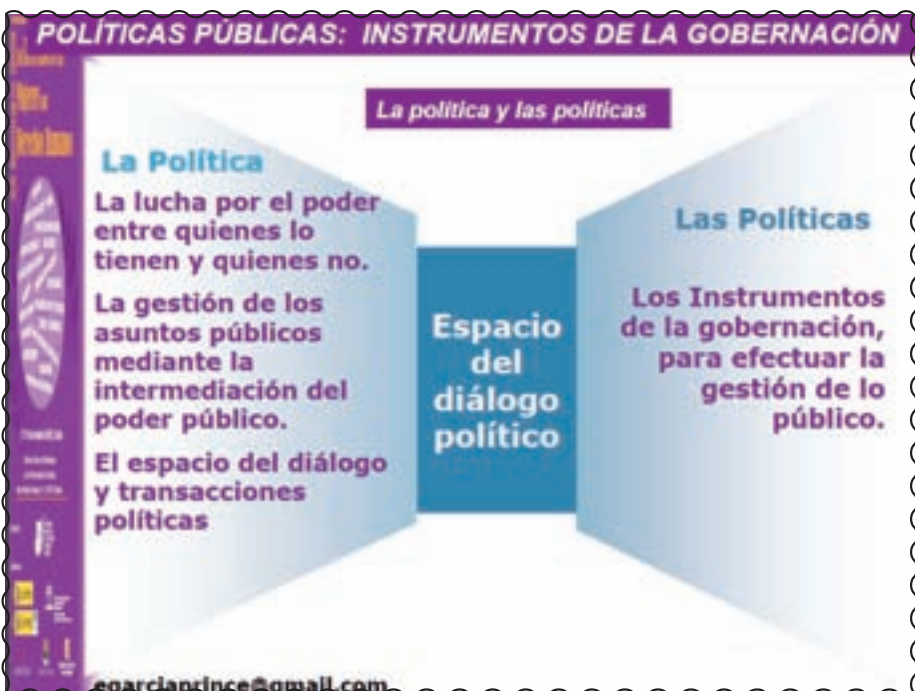 POLÍTICAS PÚBLICAS: INSTRUMENTOS DE LA GOBERNACIÓN
La política y las políticas
La Política
La lucha por el poder
entre quienes lo
tienen y quienes no.
La gestión de los
asuntos públicos
mediante la
intermediación del
poder público.
El espacio del diálogo
y transacciones
políticas
Espacio
del
diálogo
político
Las Políticas
Los Instrumentos
de la gobernación,
para efectuar la
gestión de lo
público.
egarciaprince@gmail.com